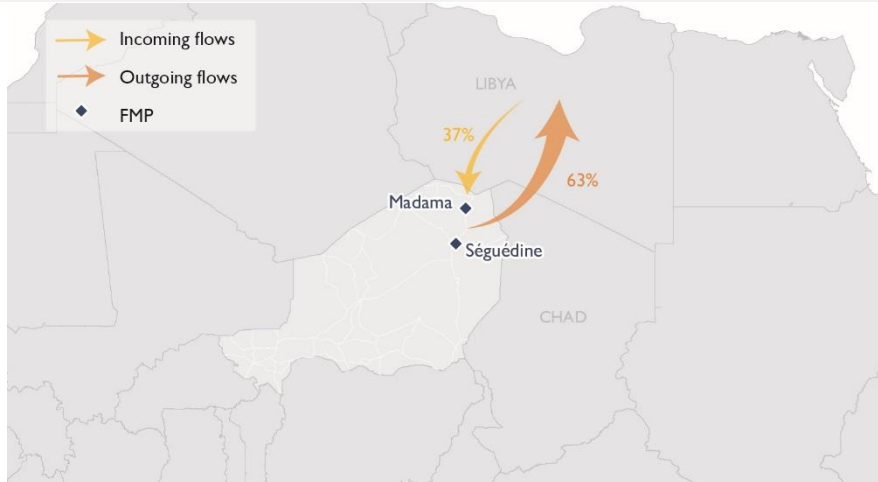 Incoming flows
Outgoing flows
FMP
LIBYA
37%
63%
Madama
Séguédine
CHAD